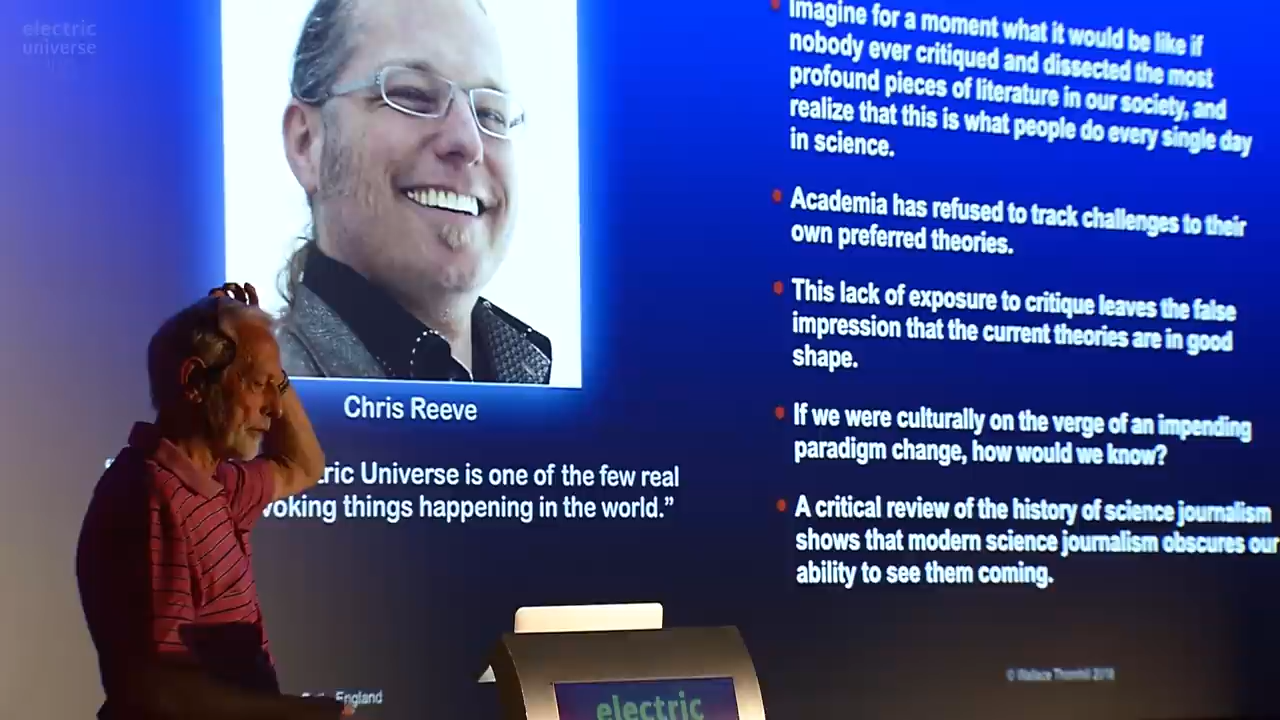 electric
universe
Imagine for a moment what it would be like if
nobody ever critiqued and dissected the most
profound pieces of literature in our society, and
realize that this is what people do every single day
in science.
Academia has refused to track challenges to their
own preferred theories.
This lack of exposure to critique leaves the false
impression that the current theories are in good
shape.
If we were culturally on the verge of an impending
paradigm change, how would we know?
A critical review of the history of science journalism
shows that modern science journalism obscures our
ability to see them coming.
Chris Reeve
tric Universe is one of the few real
voking things happening in the world.”
© Wallace Thornhill 2018
England
electric